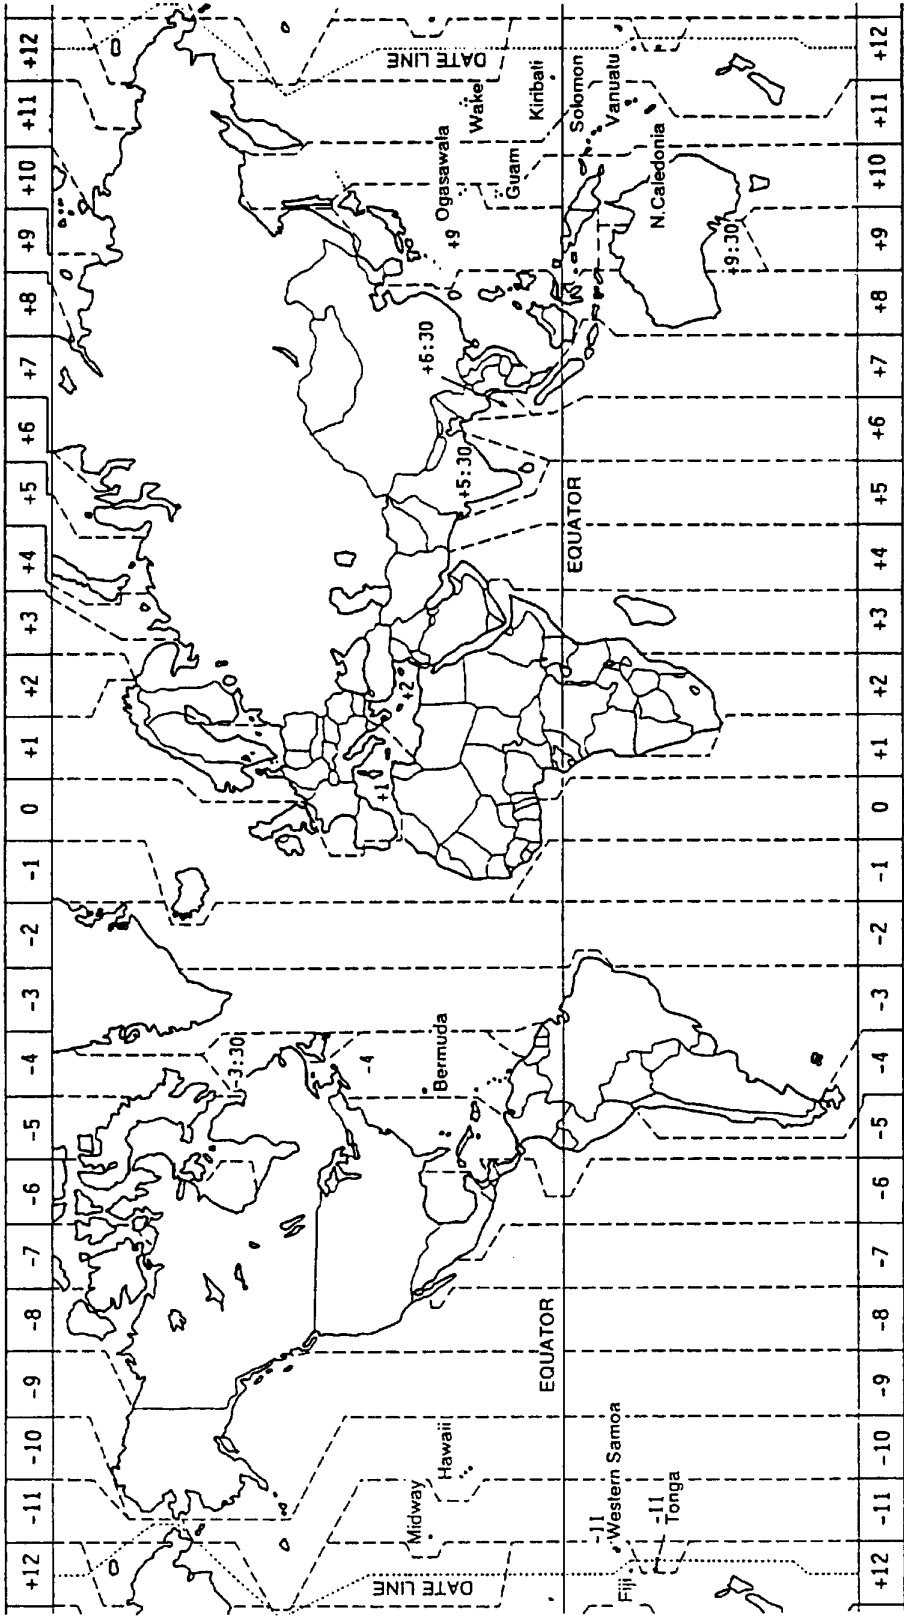 +12 -11 -10 -9 -8 -7 -6 -5 -4 -3 -2 -1 0 +1 +2 +3 +4 +5 +6 +7 +8 +9 +10 +11 +12
-3:30
-4
Bermuda
Midway
Hawaii
DATE LINE
EQUATOR
-11
Western Samoa
-11
Tonga
Fiji
+1
+2
+5:30
+6:30
EQUATOR
+9
Ogasawala
Guam
Wake
Kiribati
DATE LINE
Solomon
Vanuatu
N.Caledonia
+9:30
+12 -11 -10 -9 -8 -7 -6 -5 -4 -3 -2 -1 0 +1 +2 +3 +4 +5 +6 +7 +8 +9 +10 +11 +12